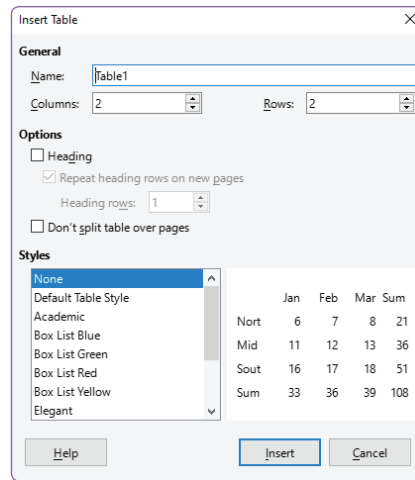 Insert Table
General
Name: Table1
Columns: 2 Rows: 2
Options
Heading
Repeat heading rows on new pages
Heading rows: 1
Don't split table over pages
Styles
None
Default Table Style
Academic
Box List Blue
Box List Green
Box List Red
Box List Yellow
Elegant
Jan Feb Mar Sum
Nort 6 7 8 21
Mid 11 12 13 36
Sout 16 17 18 51
Sum 33 36 39 108
Help Insert Cancel